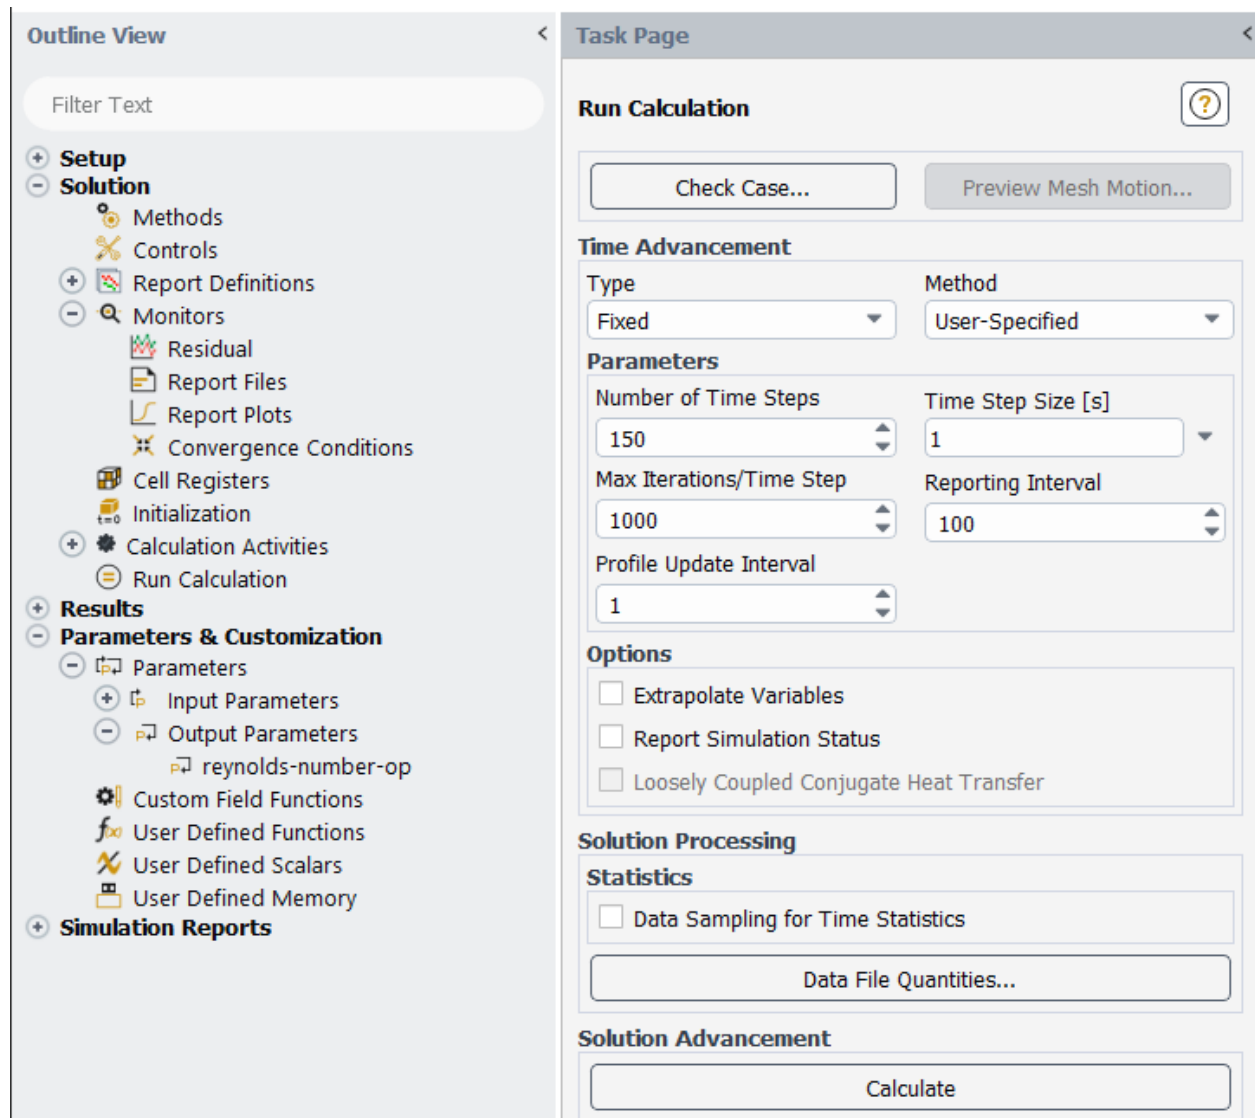 Outline View
Filter Text
Setup
Solution
Methods
Controls
Report Definitions
Monitors
Residual
Report Files
Report Plots
Convergence Conditions
Cell Registers
t=0 Initialization
Calculation Activities
Run Calculation
Results
Parameters & Customization
Parameters
Input Parameters
Output Parameters
reynolds-number-op
Custom Field Functions
f(x) User Defined Functions
User Defined Scalars
User Defined Memory
Simulation Reports
Task Page
Run Calculation
?
Check Case... Preview Mesh Motion...
Time Advancement
Type Method
Fixed User-Specified
Parameters
Number of Time Steps Time Step Size [s]
150 1
Max Iterations/Time Step Reporting Interval
1000 100
Profile Update Interval
1
Options
Extrapolate Variables
Report Simulation Status
Loosely Coupled Conjugate Heat Transfer
Solution Processing
Statistics
Data Sampling for Time Statistics
Data File Quantities...
Solution Advancement
Calculate